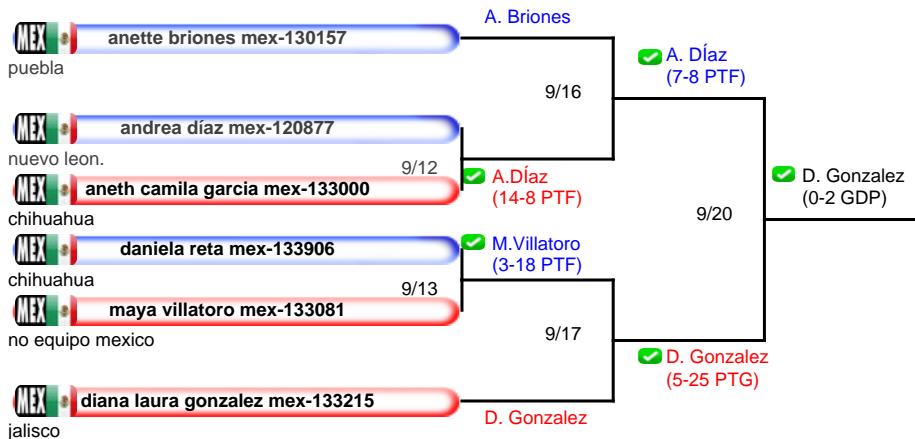 A. Briones
MEX anette briones mex-130157
puebla
A. DÍaz
(7-8 PTF)
9/16
MEX andrea díaz mex-120877
nuevo leon.
9/12
A.DÍaz
(14-8 PTF)
MEX aneth camila garcia mex-133000
chihuahua
D. Gonzalez
(0-2 GDP)
9/20
MEX daniela reta mex-133906
chihuahua
M.Villatoro
(3-18 PTF)
9/13
MEX maya villatoro mex-133081
no equipo mexico
9/17
D. Gonzalez
(5-25 PTG)
MEX diana laura gonzalez mex-133215
jalisco
D. Gonzalez